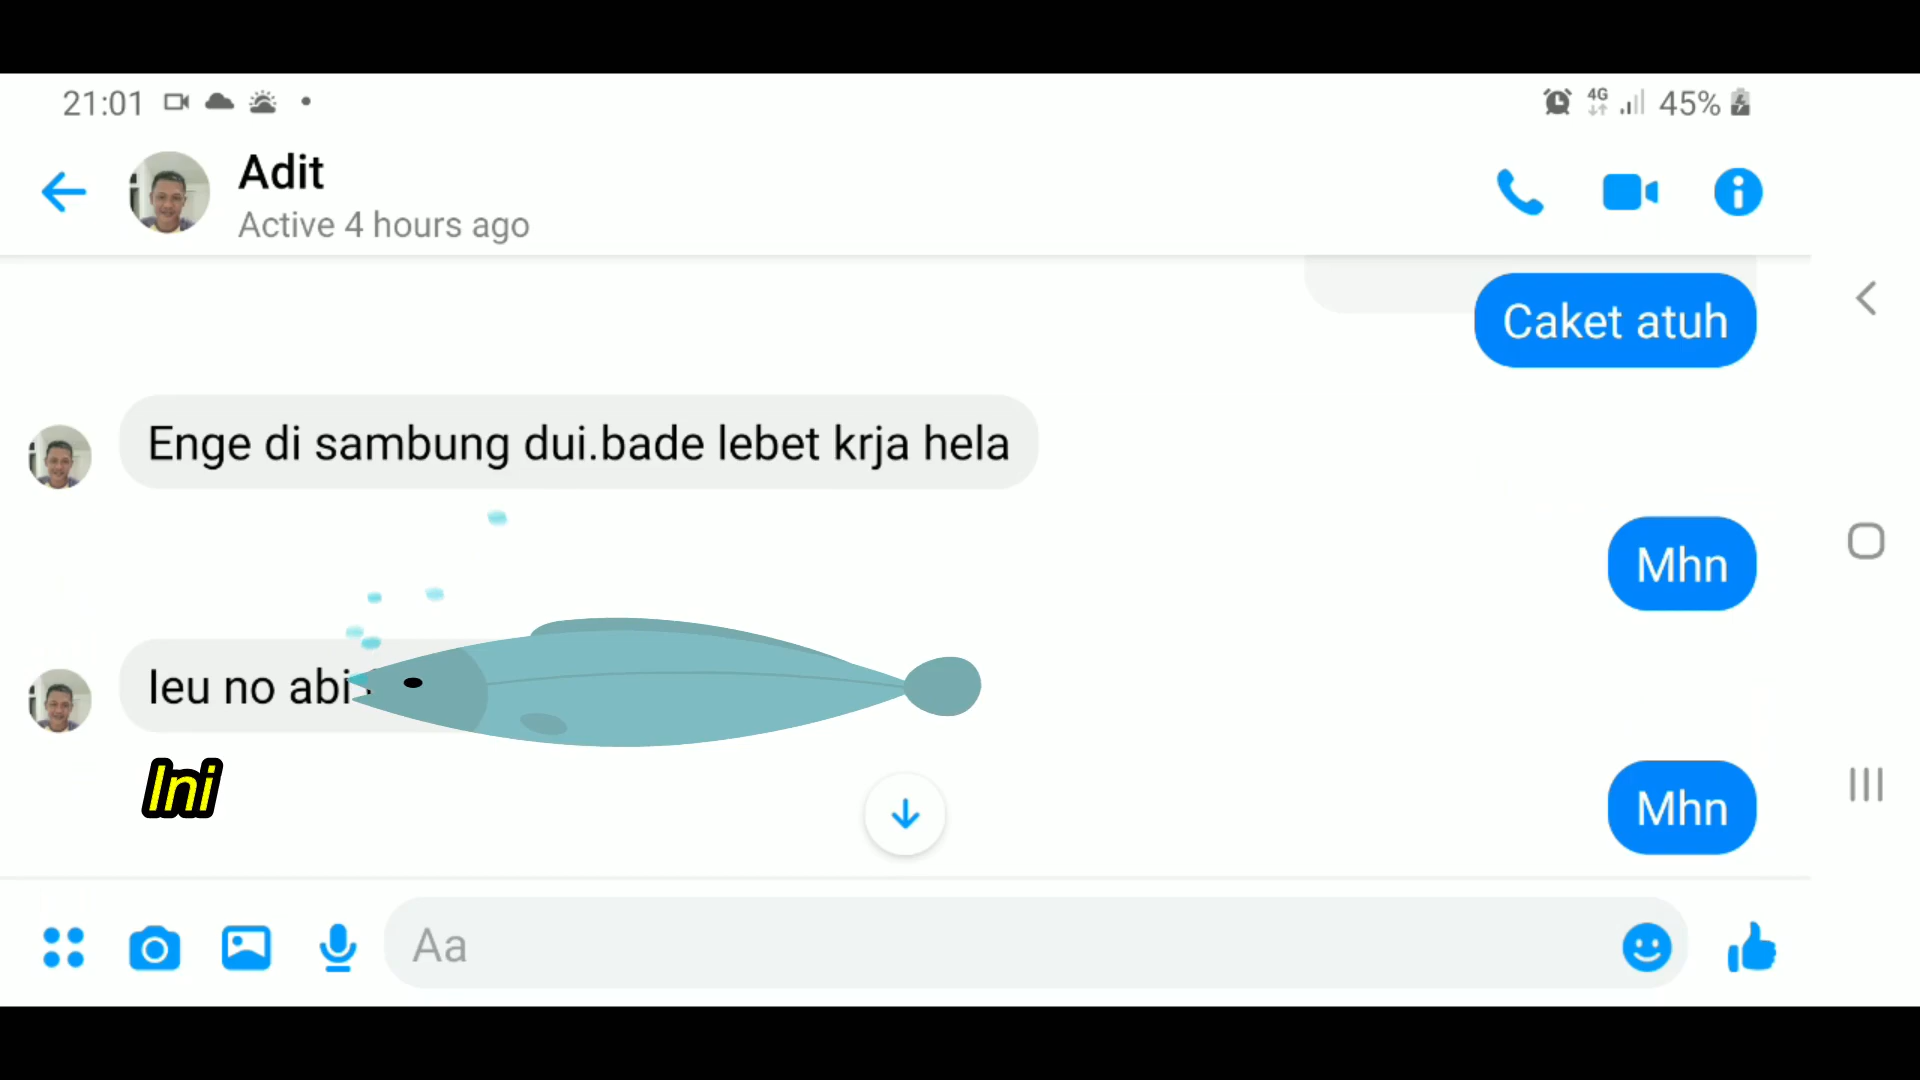 21:01
4G
45%
Adit
Active 4 hours ago
Caket atuh
Enge di sambung dui.bade lebet krja hela
Mhn
Ieu no abi
Ini
Mhn
Aa